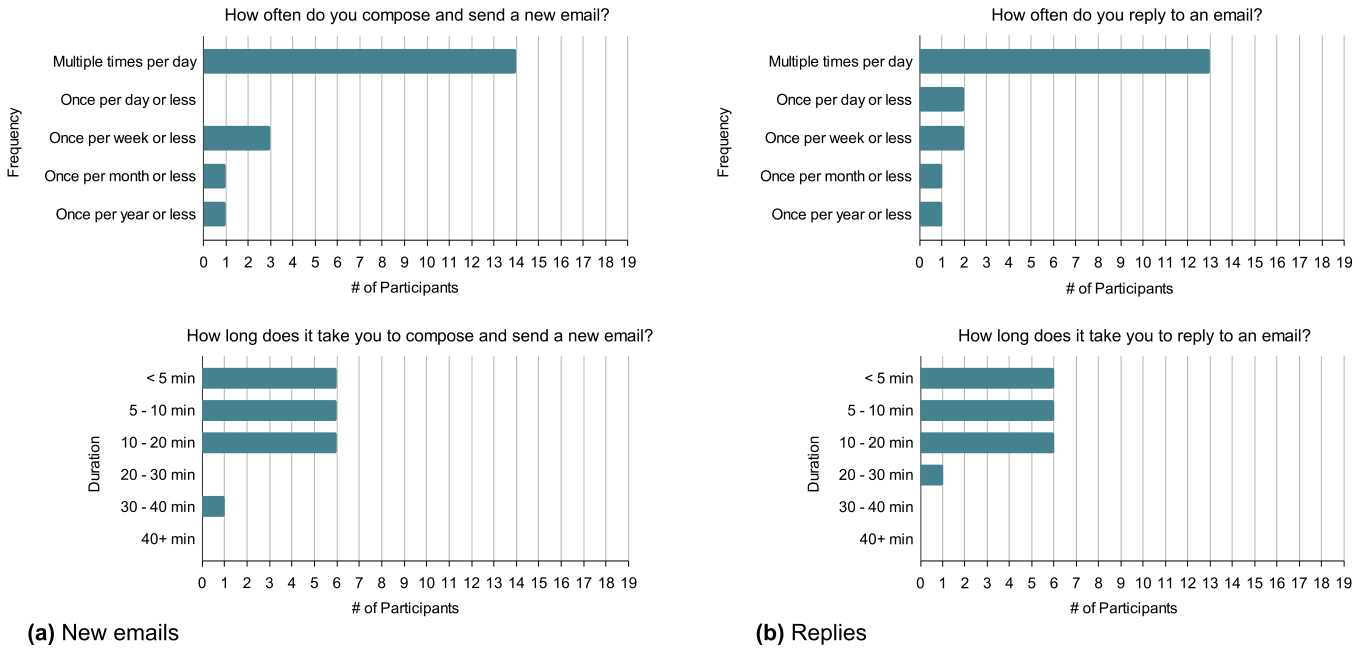 How often do you compose and send a new email?
Frequency
Multiple times per day
Once per day or less
Once per week or less
Once per month or less
Once per year or less
0 1 2 3 4 5 6 7 8 9 10 11 12 13 14 15 16 17 18 19
# of Participants
How often do you reply to an email?
Frequency
Multiple times per day
Once per day or less
Once per week or less
Once per month or less
Once per year or less
0 1 2 3 4 5 6 7 8 9 10 11 12 13 14 15 16 17 18 19
# of Participants
How long does it take you to compose and send a new email?
Duration
< 5 min
5 - 10 min
10 - 20 min
20 - 30 min
30 - 40 min
40+ min
0 1 2 3 4 5 6 7 8 9 10 11 12 13 14 15 16 17 18 19
# of Participants
How long does it take you to reply to an email?
Duration
< 5 min
5 - 10 min
10 - 20 min
20 - 30 min
30 - 40 min
40+ min
0 1 2 3 4 5 6 7 8 9 10 11 12 13 14 15 16 17 18 19
# of Participants
(a) New emails
(b) Replies